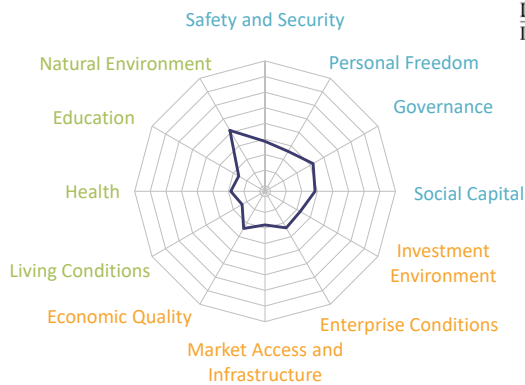 Safety and Security
Natural Environment
Personal Freedom
Education
Governance
Health
Social Capital
Investment
Environment
Living Conditions
Economic Quality
Enterprise Conditions
Market Access and
Infrastructure